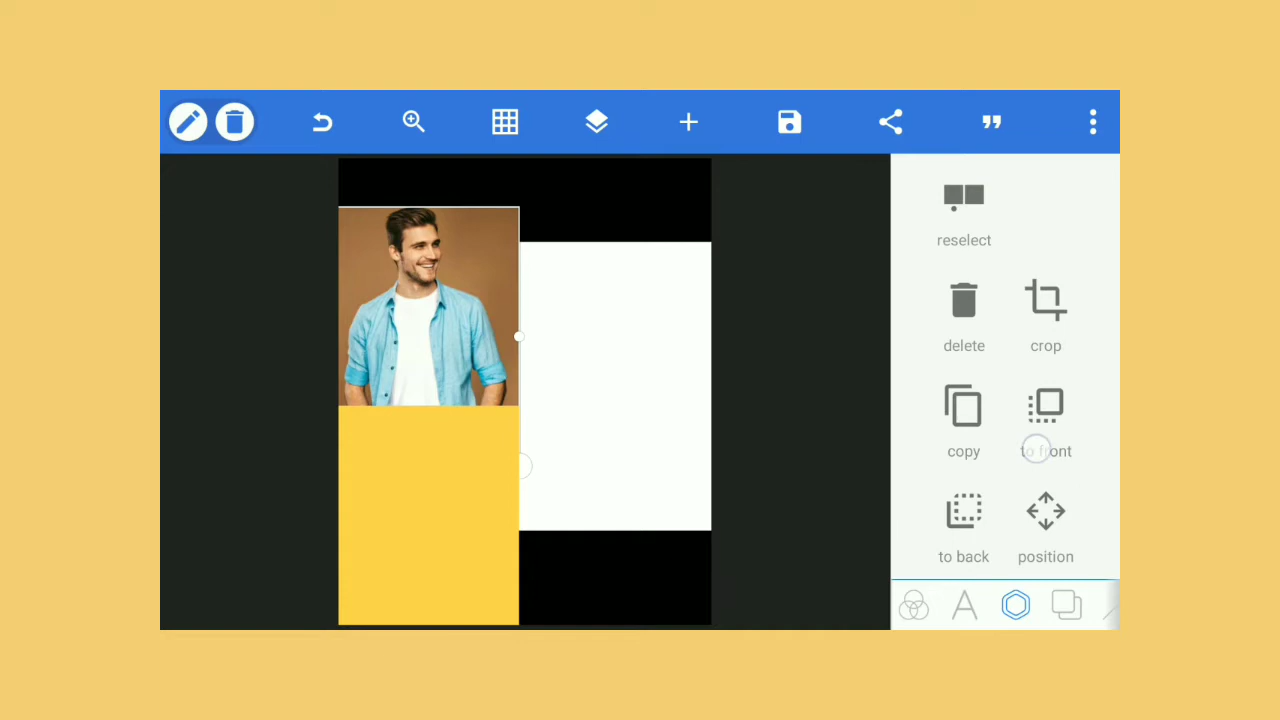 reselect
delete crop
copy to front
to back position